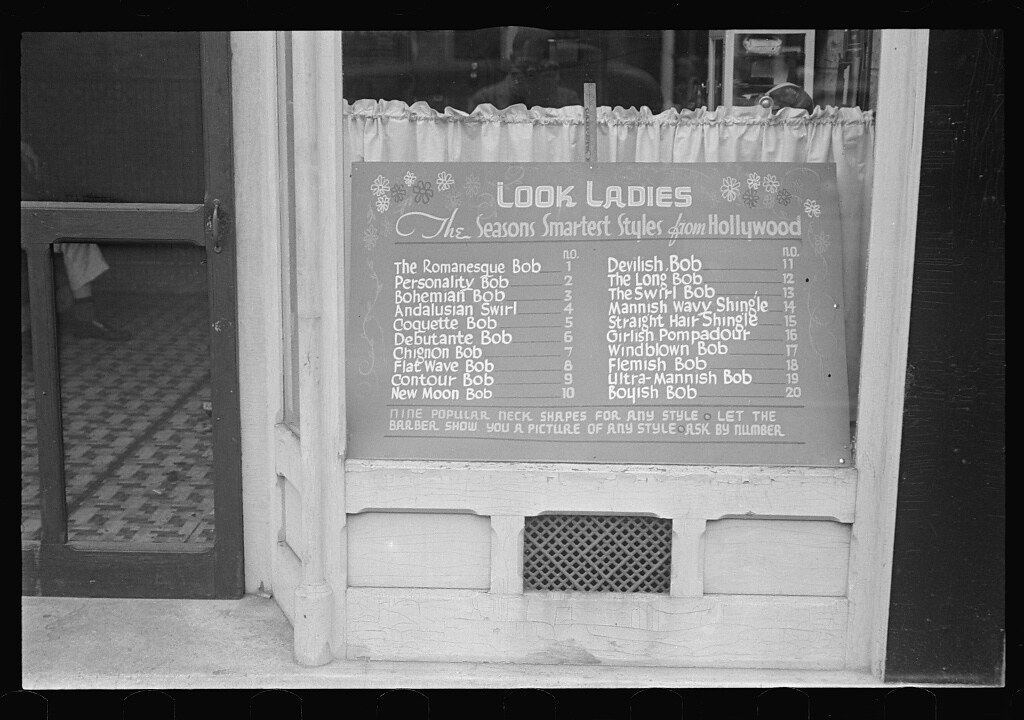 LOOK LADIES
The Seasons Smartest Styles from Hollywood
no.
The Romanesque Bob 1
Personality Bob 2
Bohemian Bob 3
Andalusian Swirl 4
Coquette Bob 5
Debutante Bob 6
Chignon Bob 7
Flat Wave Bob 8
Contour Bob 9
New Moon Bob 10
no.
Devilish Bob 11
The Long Bob 12
The Swirl Bob 13
Mannish Wavy Shingle 14
Straight Hair Shingle 15
Girlish Pompadour 16
Windblown Bob 17
Flemish Bob 18
Ultra-Mannish Bob 19
Boyish Bob 20
NINE POPULAR NECK SHAPES FOR ANY STYLE o LET THE
BARBER SHOW YOU A PICTURE OF ANY STYLE o ASK BY NUMBER